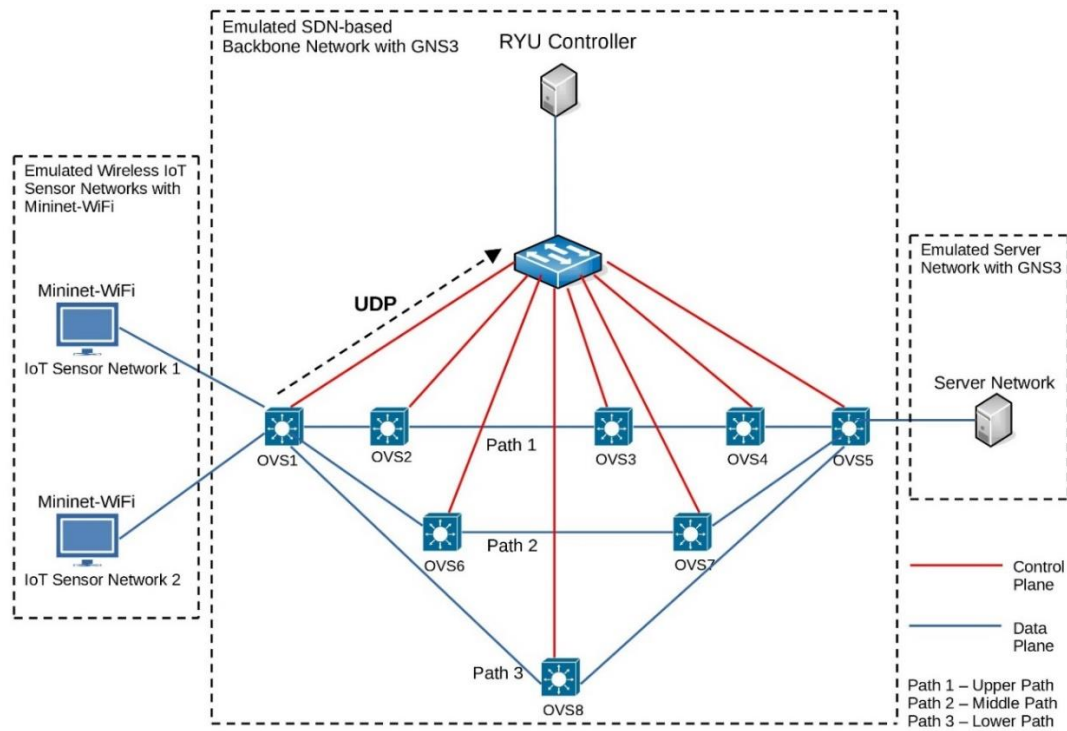 Emulated SDN-based
Backbone Network with GNS3
RYU Controller
Emulated Wireless IoT
Sensor Networks with
Mininet-WiFi
Emulated Server
Network with GNS3
UDP
Mininet-WiFi
IoT Sensor Network 1
Server Network
OVS1
OVS2
Path 1
OVS3
OVS4
OVS5
Mininet-WiFi
IoT Sensor Network 2
OVS6
Path 2
OVS7
Control
Plane
Data
Plane
Path 3
OVS8
Path 1 – Upper Path
Path 2 – Middle Path
Path 3 – Lower Path